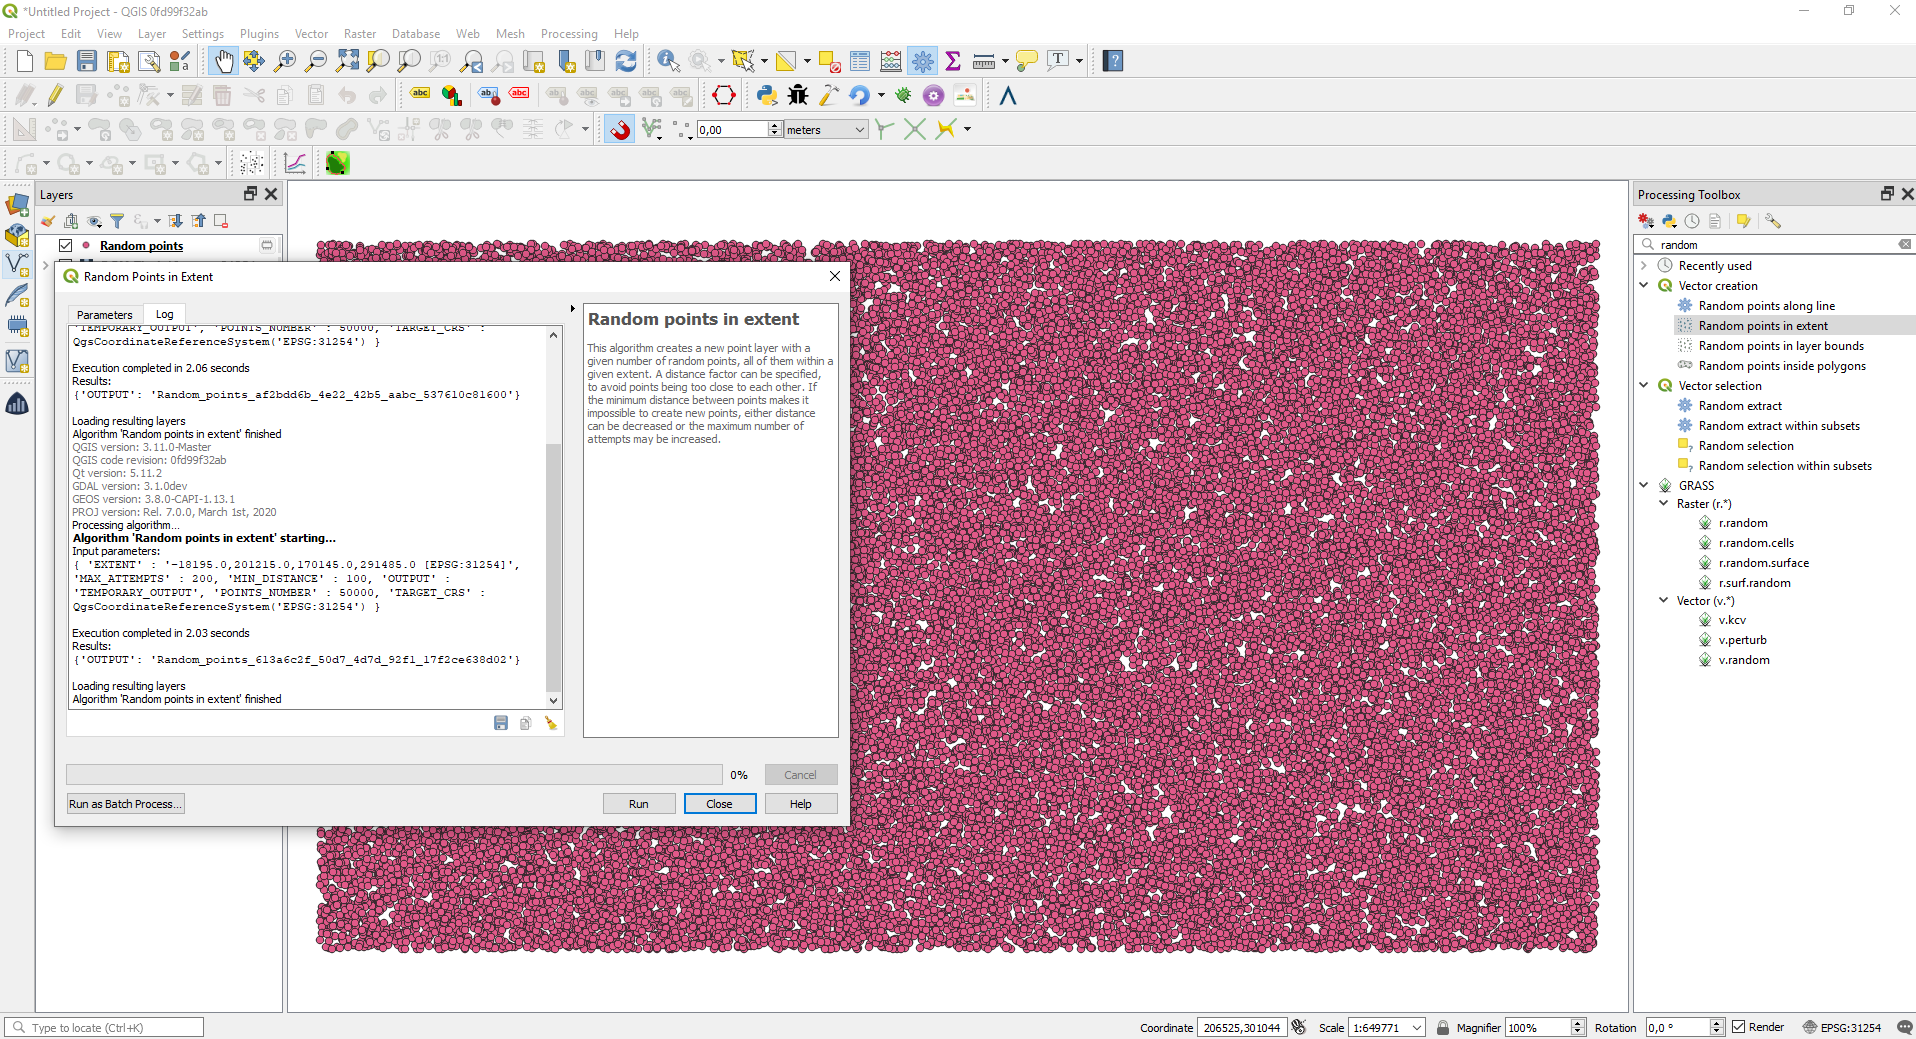 *Untitled Project - QGIS 0fd99f32ab
Project Edit View Layer Settings Plugins Vector Raster Database Web Mesh Processing Help
abc abc abc
0,00 meters
Layers
Random points
Random Points in Extent
Parameters Log
'TEMPORARY_OUTPUT', 'POINTS_NUMBER' : 50000, 'TARGET_CRS' :
QgsCoordinateReferenceSystem('EPSG:31254') }
Execution completed in 2.06 seconds
Results:
{'OUTPUT': 'Random_points_af2bdd6b_4e22_42b5_aabc_537610c81600'}
Loading resulting layers
Algorithm 'Random points in extent' finished
QGIS version: 3.11.0-Master
QGIS code revision: 0fd99f32ab
Qt version: 5.11.2
GDAL version: 3.1.0dev
GEOS version: 3.8.0-CAPI-1.13.1
PROJ version: Rel. 7.0.0, March 1st, 2020
Processing algorithm...
Algorithm 'Random points in extent' starting...
Input parameters:
{ 'EXTENT' : '-18195.0,201215.0,170145.0,291485.0 [EPSG:31254]',
'MAX_ATTEMPTS' : 200, 'MIN_DISTANCE' : 100, 'OUTPUT' :
'TEMPORARY_OUTPUT', 'POINTS_NUMBER' : 50000, 'TARGET_CRS' :
QgsCoordinateReferenceSystem('EPSG:31254') }
Execution completed in 2.03 seconds
Results:
{'OUTPUT': 'Random_points_613a6c2f_50d7_4d7d_92f1_17f2ce638d02'}
Loading resulting layers
Algorithm 'Random points in extent' finished
Random points in extent
This algorithm creates a new point layer with a
given number of random points, all of them within a
given extent. A distance factor can be specified,
to avoid points being too close to each other. If
the minimum distance between points makes it
impossible to create new points, either distance
can be decreased or the maximum number of
attempts may be increased.
0% Cancel
Run as Batch Process... Run Close Help
Processing Toolbox
random
Recently used
Vector creation
Random points along line
Random points in extent
Random points in layer bounds
Random points inside polygons
Vector selection
Random extract
Random extract within subsets
Random selection
Random selection within subsets
GRASS
Raster (r.*)
r.random
r.random.cells
r.random.surface
r.surf.random
Vector (v.*)
v.kcv
v.perturb
v.random
Type to locate (Ctrl+K) Coordinate 206525,301044 Scale 1:649771 Magnifier 100% Rotation 0,0 ° Render EPSG:31254